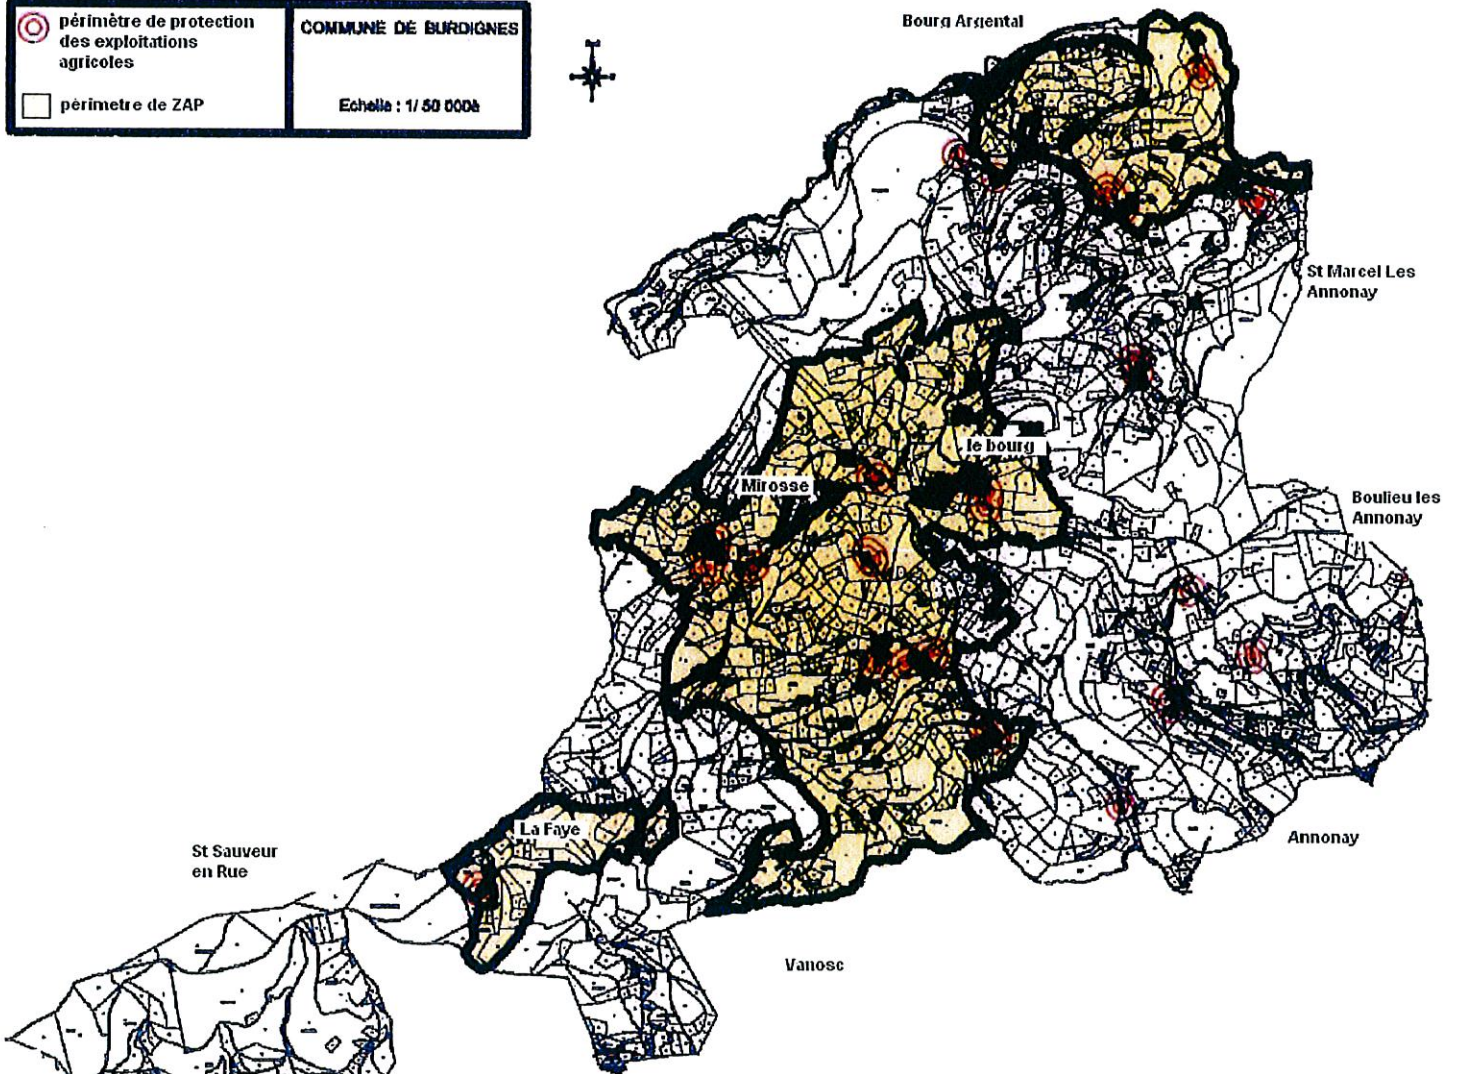 périmètre de protection
des exploitations
agricoles
périmetre de ZAP
COMMUNE DE BURDIGNES
Echelle : 1/ 50 000è
Bourg Argental
St Marcel Les
Annonay
le bourg
Mirosse
Boulieu les
Annonay
La Faye
St Sauveur
en Rue
Annonay
Vanosc